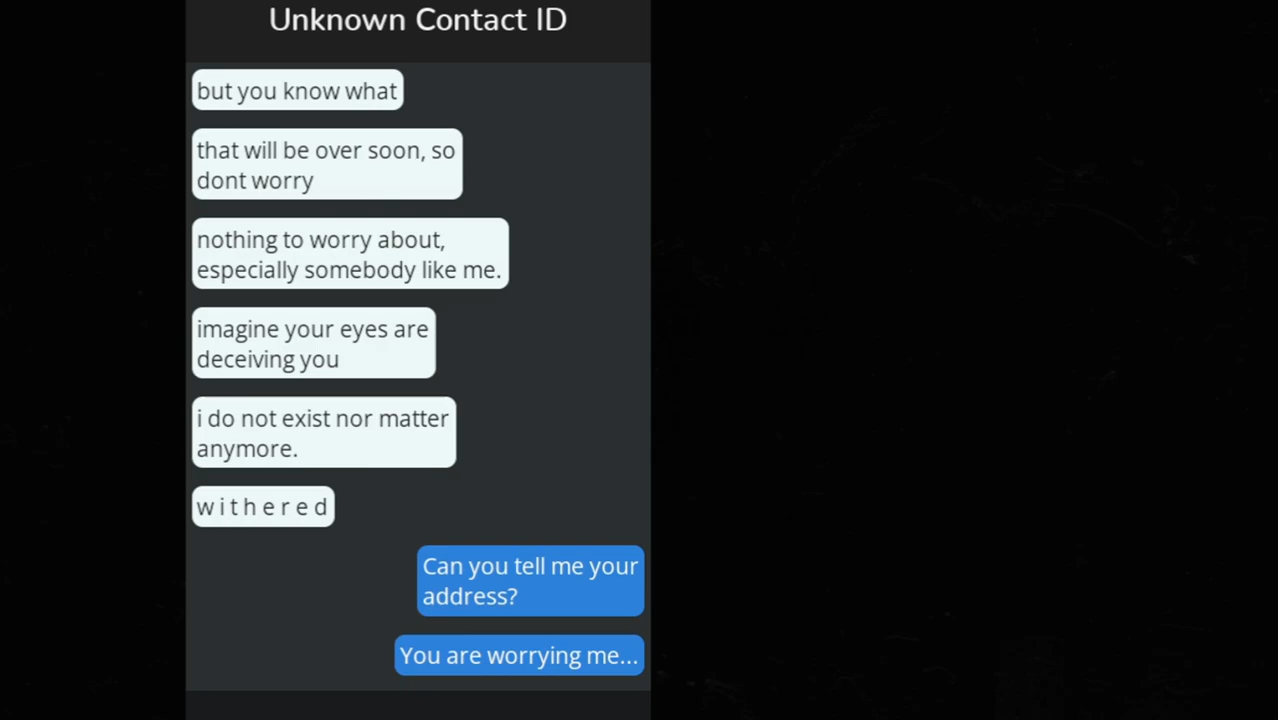 Unknown Contact ID
but you know what
that will be over soon, so
dont worry
nothing to worry about,
especially somebody like me.
imagine your eyes are
deceiving you
i do not exist nor matter
anymore.
w i t h e r e d
Can you tell me your
address?
You are worrying me...